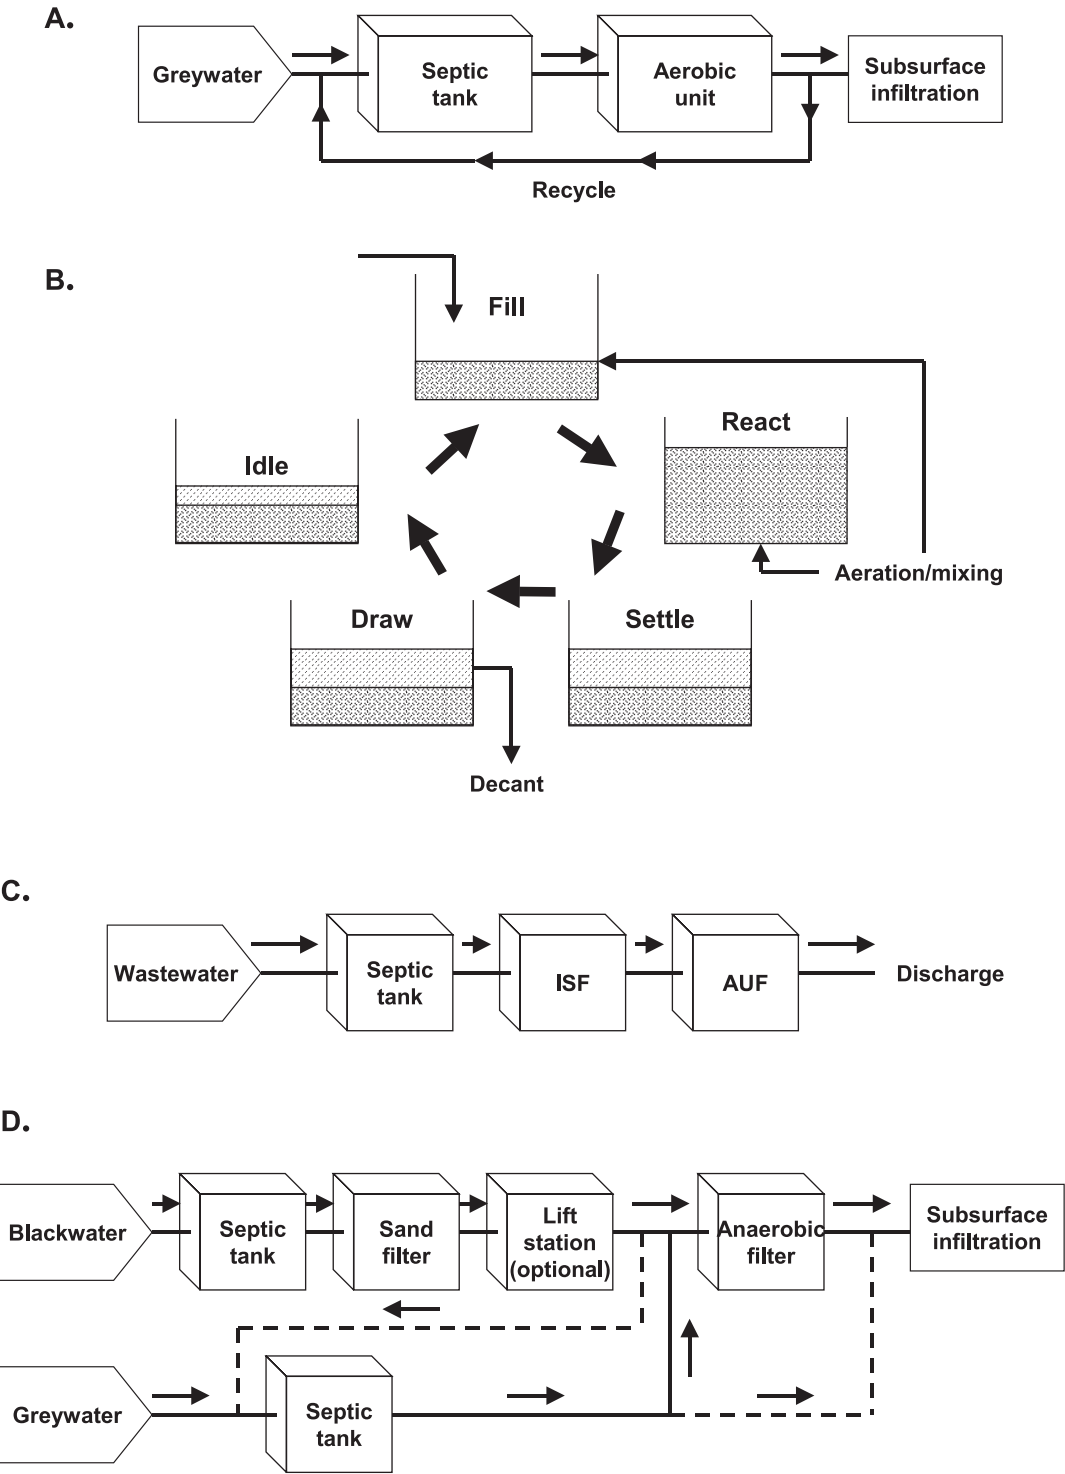 A.
Greywater
Septic
tank
Aerobic
unit
Subsurface
infiltration
Recycle
B.
Fill
React
Idle
Aeration/mixing
Draw
Settle
Decant
C.
Wastewater
Septic
tank
ISF
AUF
Discharge
D.
Blackwater
Septic
tank
Sand
filter
Lift
station
(optional)
Anaerobic
filter
Subsurface
infiltration
Greywater
Septic
tank